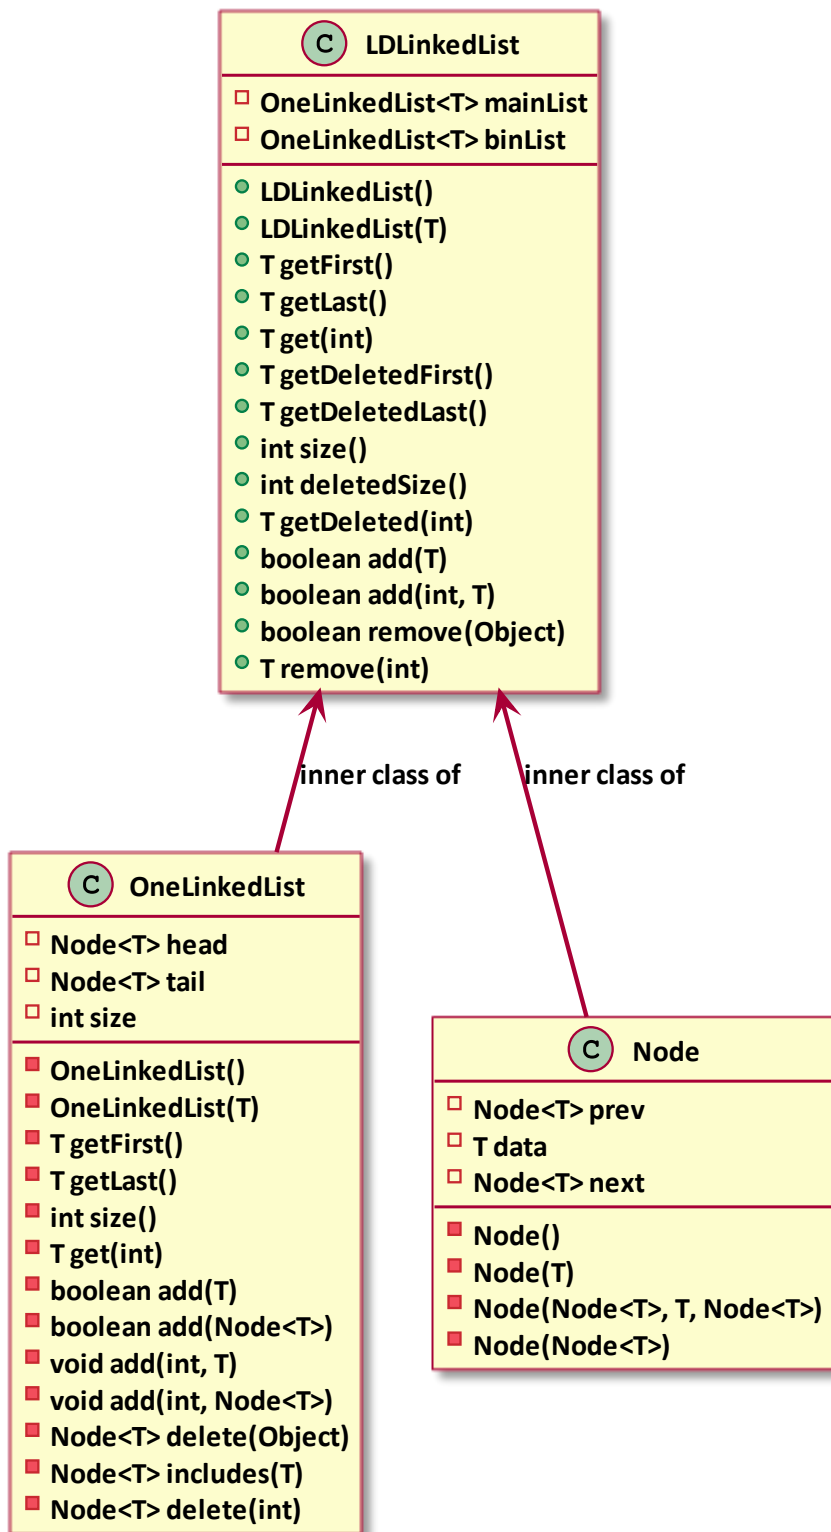 C LDLinkedList
OneLinkedList<T> mainList
OneLinkedList<T> binList
LDLinkedList()
LDLinkedList(T)
T getFirst()
T getLast()
T get(int)
T getDeletedFirst()
T getDeletedLast()
int size()
int deletedSize()
T getDeleted(int)
boolean add(T)
boolean add(int, T)
boolean remove(Object)
T remove(int)
inner class of
inner class of
C OneLinkedList
Node<T> head
Node<T> tail
int size
OneLinkedList()
OneLinkedList(T)
T getFirst()
T getLast()
int size()
T get(int)
boolean add(T)
boolean add(Node<T>)
void add(int, T)
void add(int, Node<T>)
Node<T> delete(Object)
Node<T> includes(T)
Node<T> delete(int)
C Node
Node<T> prev
T data
Node<T> next
Node()
Node(T)
Node(Node<T>, T, Node<T>)
Node(Node<T>)